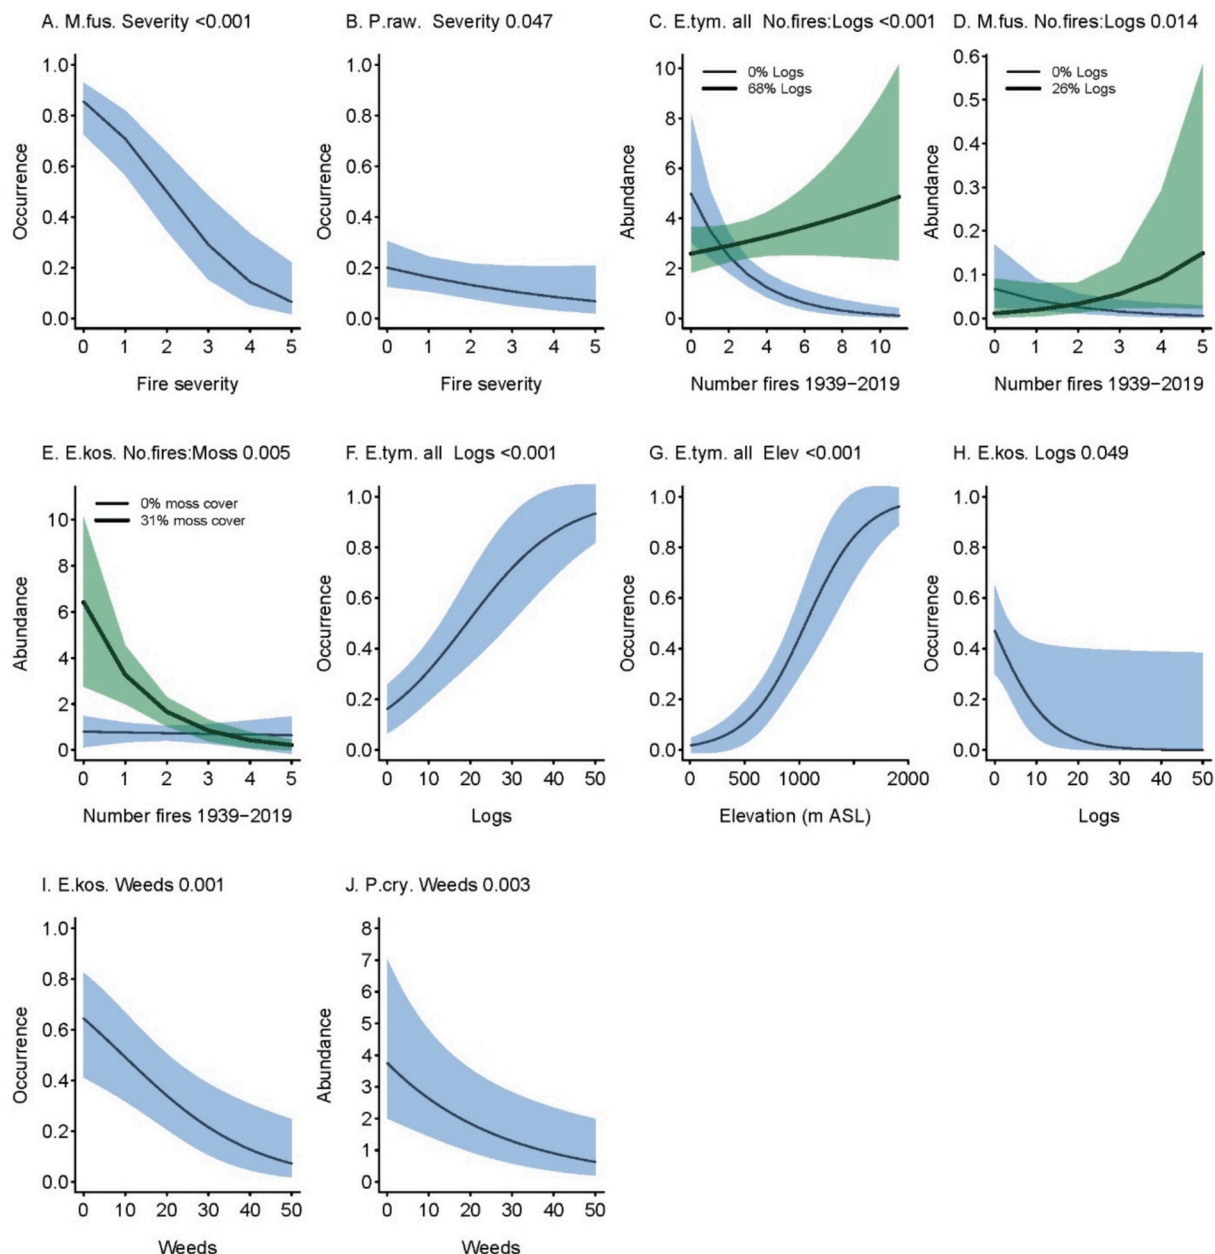 A. M.fus. Severity <0.001
Occurrence
1.0
0.8
0.6
0.4
0.2
0.0
0 1 2 3 4 5
Fire severity
B. P.raw. Severity 0.047
Occurrence
1.0
0.8
0.6
0.4
0.2
0.0
0 1 2 3 4 5
Fire severity
C. E.tym. all No.fires:Logs <0.001
Abundance
10
8
6
4
2
0
0% Logs
68% Logs
0 2 4 6 8 10
Number fires 1939−2019
D. M.fus. No.fires:Logs 0.014
Abundance
0.6
0.5
0.4
0.3
0.2
0.1
0.0
0% Logs
26% Logs
0 1 2 3 4 5
Number fires 1939−2019
E. E.kos. No.fires:Moss 0.005
Abundance
10
8
6
4
2
0
0% moss cover
31% moss cover
0 1 2 3 4 5
Number fires 1939−2019
F. E.tym. all Logs <0.001
Occurrence
1.0
0.8
0.6
0.4
0.2
0.0
0 10 20 30 40 50
Logs
G. E.tym. all Elev <0.001
Occurrence
1.0
0.8
0.6
0.4
0.2
0.0
0 500 1000 2000
Elevation (m ASL)
H. E.kos. Logs 0.049
Occurrence
1.0
0.8
0.6
0.4
0.2
0.0
0 10 20 30 40 50
Logs
I. E.kos. Weeds 0.001
Occurrence
1.0
0.8
0.6
0.4
0.2
0.0
0 10 20 30 40 50
Weeds
J. P.cry. Weeds 0.003
Abundance
8
7
6
5
4
3
2
1
0
0 10 20 30 40 50
Weeds